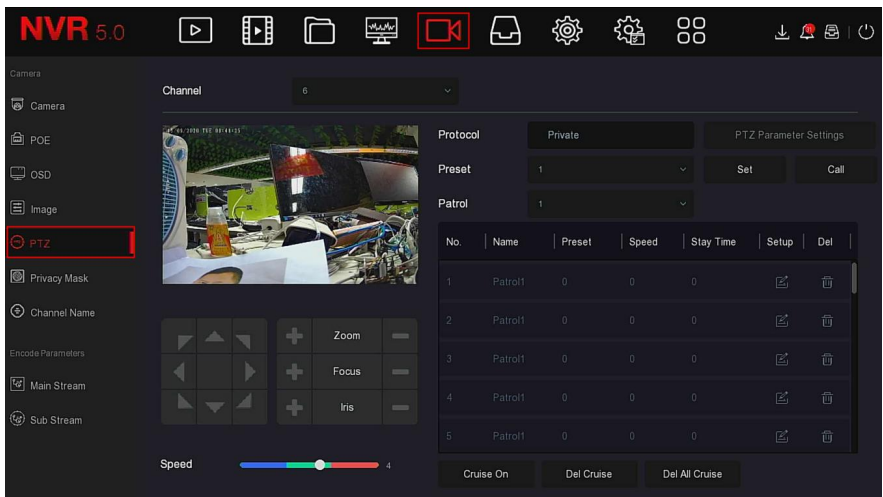 NVR 5.0
Camera
Camera
POE
OSD
Image
PTZ
Privacy Mask
Channel Name
Encode Parameters
Main Stream
Sub Stream
Channel 6
Protocol Private PTZ Parameter Settings
Preset 1 Set Call
Patrol 1
No. Name Preset Speed Stay Time Setup Del
1 Patrol1 0 0 0
2 Patrol1 0 0 0
3 Patrol1 0 0 0
4 Patrol1 0 0 0
5 Patrol1 0 0 0
Zoom
Focus
Iris
Speed 4
Cruise On Del Cruise Del All Cruise